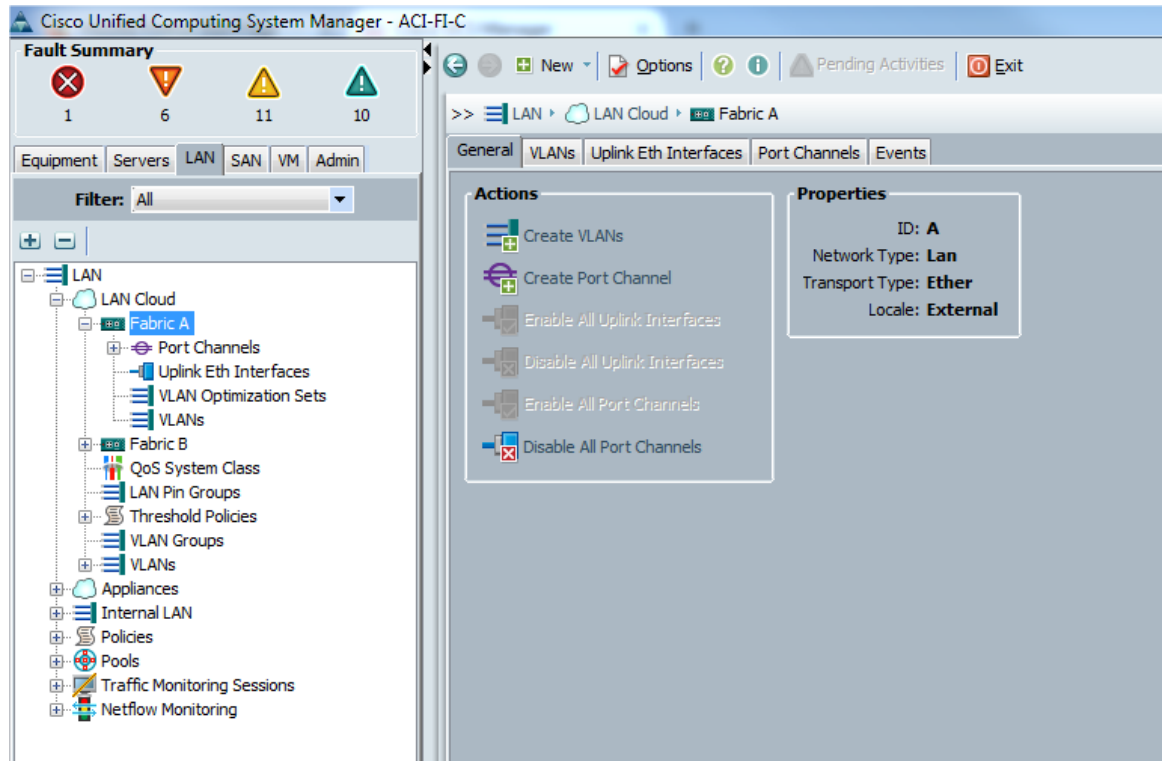 Cisco Unified Computing System Manager - ACI-FI-C
Fault Summary
1 6 11 10
Equipment Servers LAN SAN VM Admin
Filter: All
LAN
LAN Cloud
Fabric A
Port Channels
Uplink Eth Interfaces
VLAN Optimization Sets
VLANs
Fabric B
QoS System Class
LAN Pin Groups
Threshold Policies
VLAN Groups
VLANs
Appliances
Internal LAN
Policies
Pools
Traffic Monitoring Sessions
Netflow Monitoring
New Options Pending Activities Exit
>> LAN LAN Cloud Fabric A
General VLANs Uplink Eth Interfaces Port Channels Events
Actions
Create VLANs
Create Port Channel
Enable All Uplink Interfaces
Disable All Uplink Interfaces
Enable All Port Channels
Disable All Port Channels
Properties
ID: A
Network Type: Lan
Transport Type: Ether
Locale: External